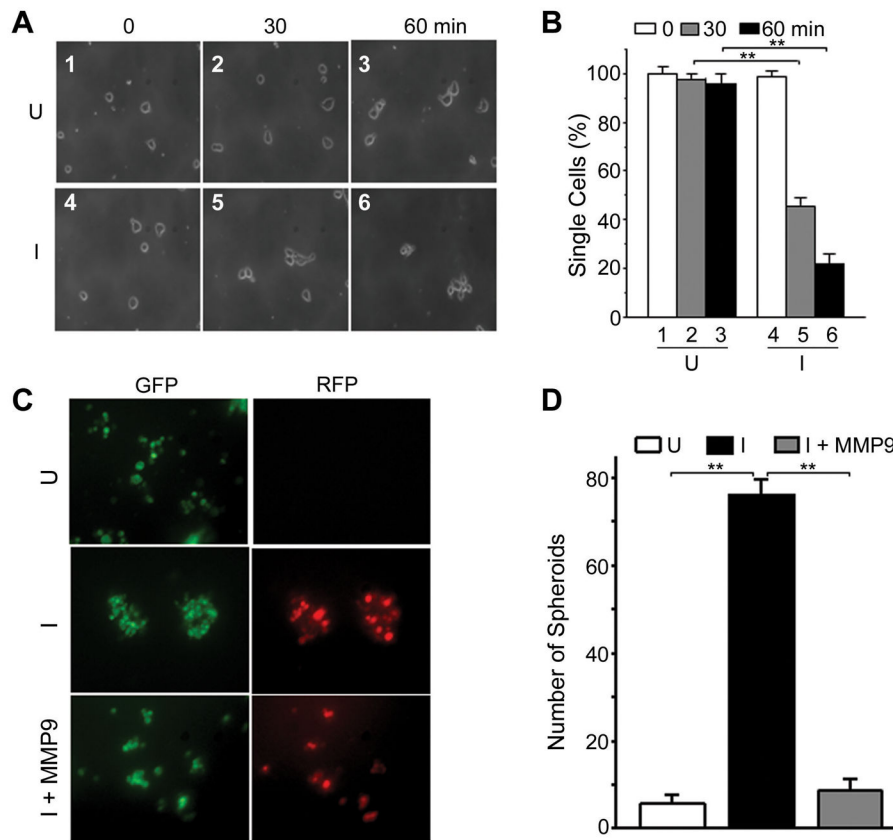 A
0 30 60 min
1 2 3
U
4 5 6
I
B
0 30 60 min
**
**
Single Cells (%)
100
80
60
40
20
0
1 2 3 4 5 6
U I
C
GFP RFP
U
I
I + MMP9
D
U I I + MMP9
** **
Number of Spheroids
80
60
40
20
0